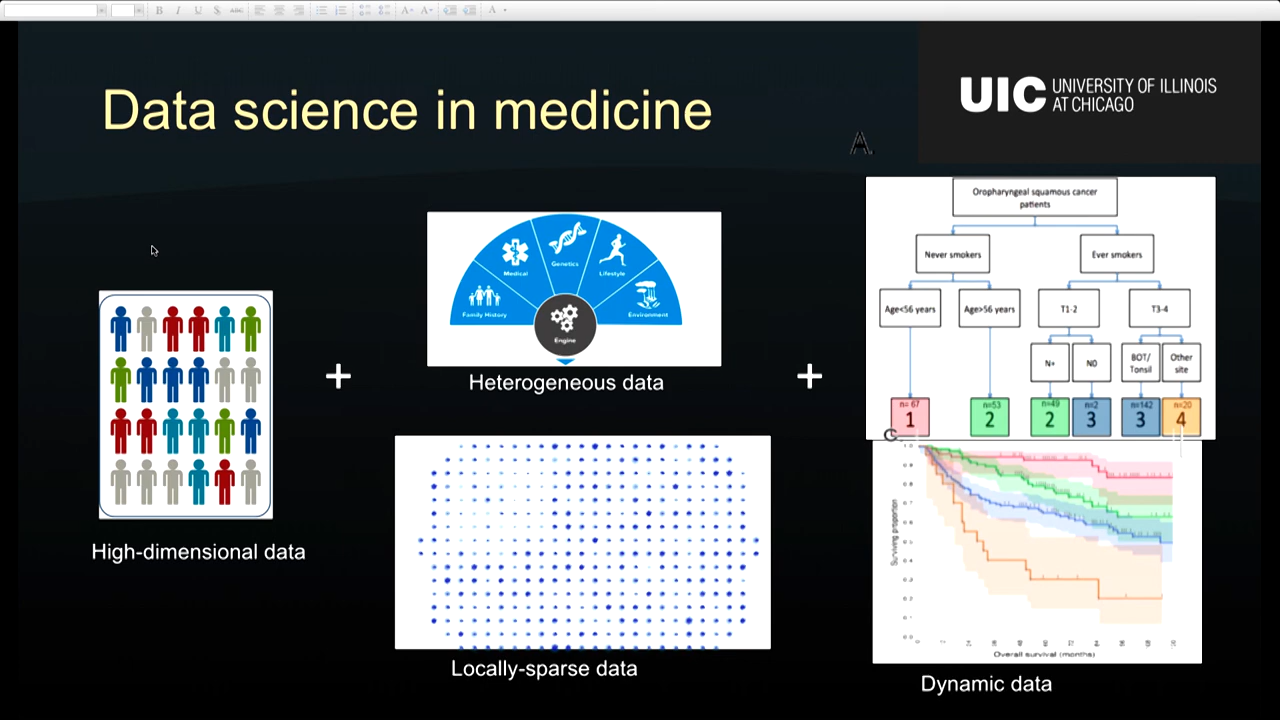 Data science in medicine
UIC UNIVERSITY OF ILLINOIS
AT CHICAGO
A.
High-dimensional data
+
Medical
Genetics
Lifestyle
Family History
Environment
Engine
Heterogeneous data
Locally-sparse data
+
Oropharyngeal squamous cancer
patients
Never smokers
Ever smokers
Age<56 years
Age>56 years
T1-2
T3-4
N+
N0
BOT/
Tonsil
Other
site
n= 67
1
n=53
2
n=49
2
n=2
3
n=142
3
n=20
4
C.
Surviving proportion
Overall survival (months)
Dynamic data